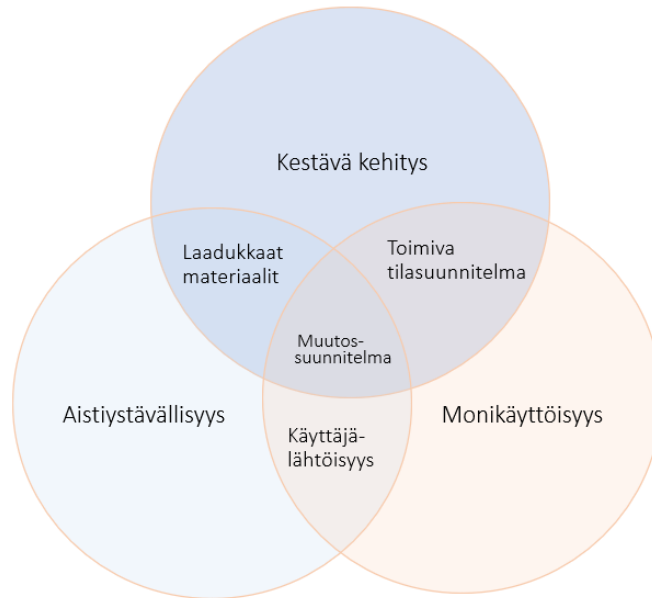 Kestävä kehitys
Laadukkaat
materiaalit
Toimiva
tilasuunnitelma
Muutos-
-suunnitelma
Aistiystävällisyys
Käyttäjä-
lähtöisyys
Monikäyttöisyys